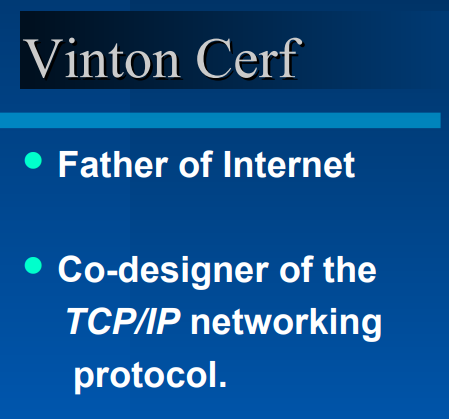 Vinton Cerf
• Father of Internet
• Co-designer of the
TCP/IP networking
protocol.